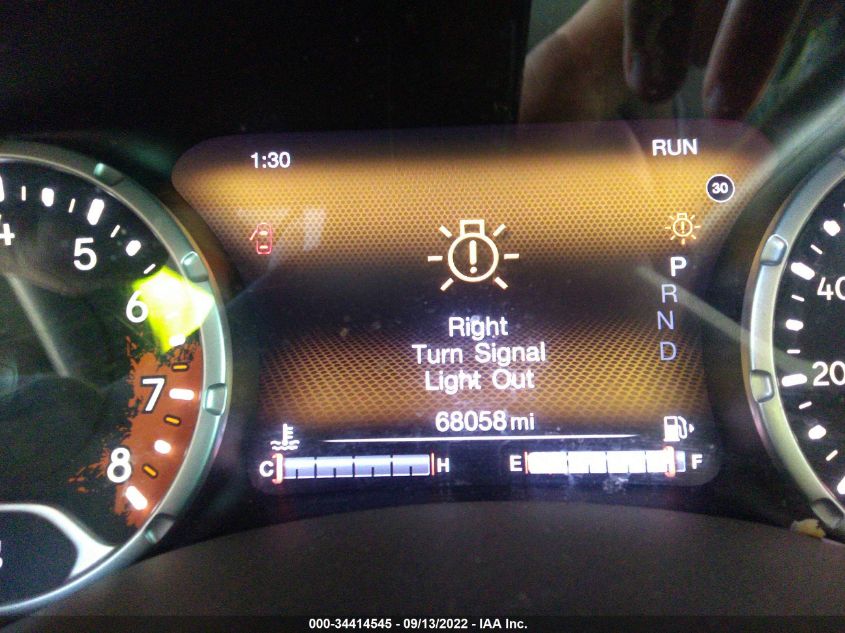 1:30
RUN
30
4
5
6
7
8
Right
Turn Signal
Light Out
68058 mi
P
R
N
D
C
H
E
F
40
20
000-34414545 - 09/13/2022 - IAA Inc.